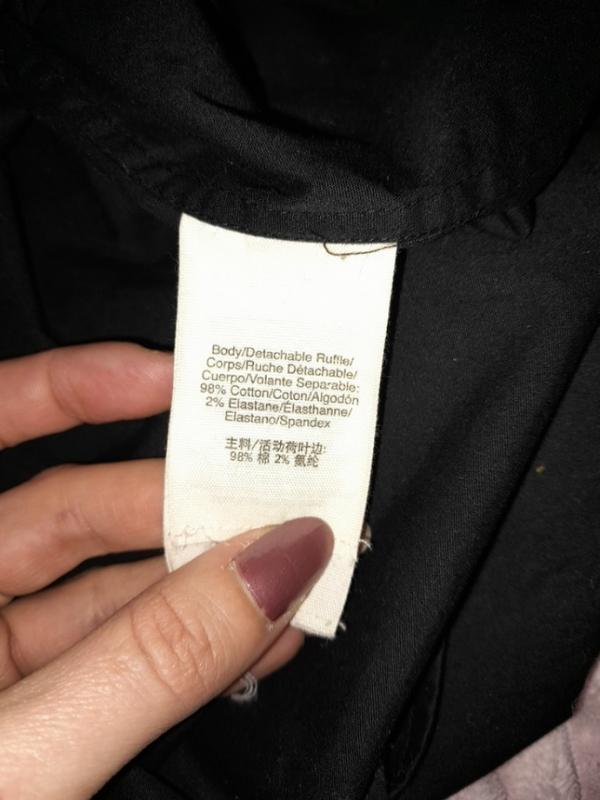 Body/Detachable Ruffle/
Corps/Ruche Détachable/
Cuerpo/Volante Separable:
98% Cotton/Coton/Algodón
2% Elastane/Élasthanne/
Elastano/Spandex
主料/活动荷叶边:
98% 棉 2% 氨纶